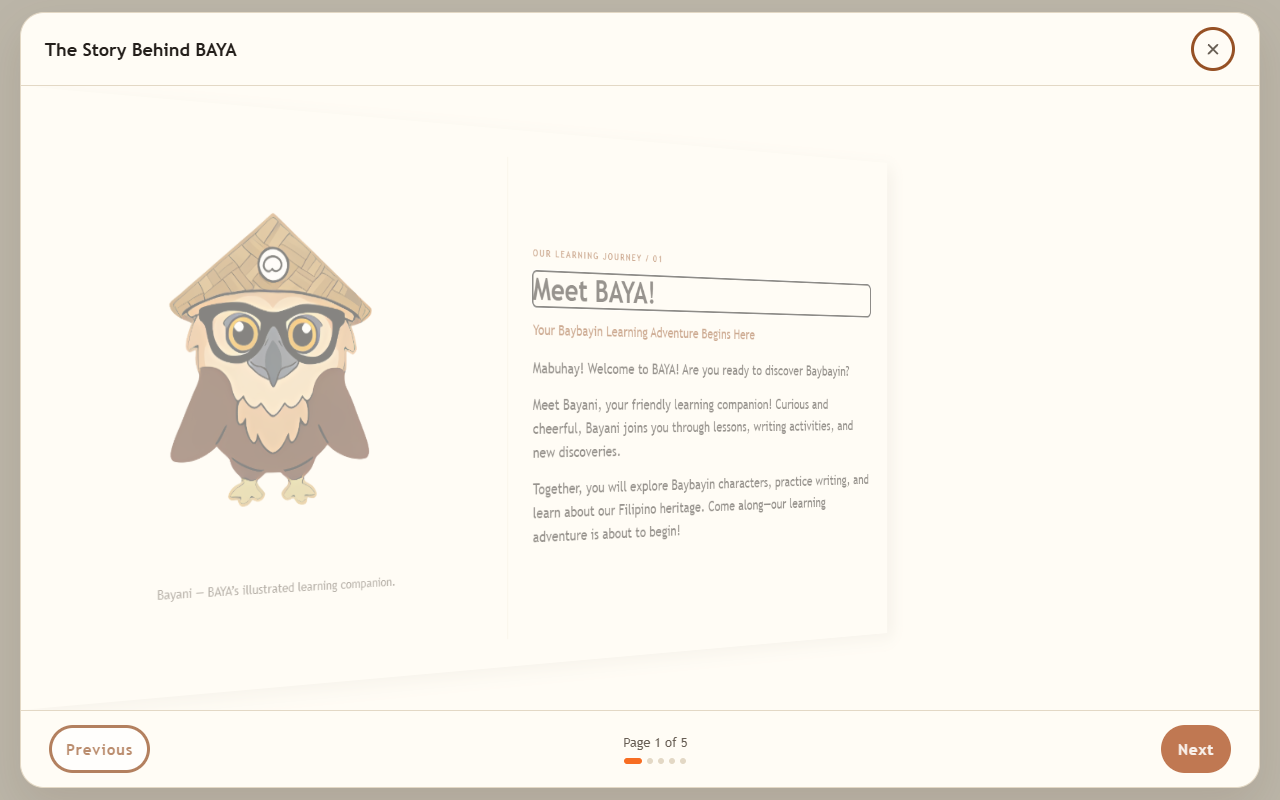 The Story Behind BAYA
OUR LEARNING JOURNEY / 01
Meet BAYA!
Your Baybayin Learning Adventure Begins Here
Mabuhay! Welcome to BAYA! Are you ready to discover Baybayin?
Meet Bayani, your friendly learning companion! Curious and
cheerful, Bayani joins you through lessons, writing activities, and
new discoveries.
Together, you will explore Baybayin characters, practice writing, and
learn about our Filipino heritage. Come along—our learning
adventure is about to begin!
Bayani — BAYA's illustrated learning companion.
Previous
Page 1 of 5
Next